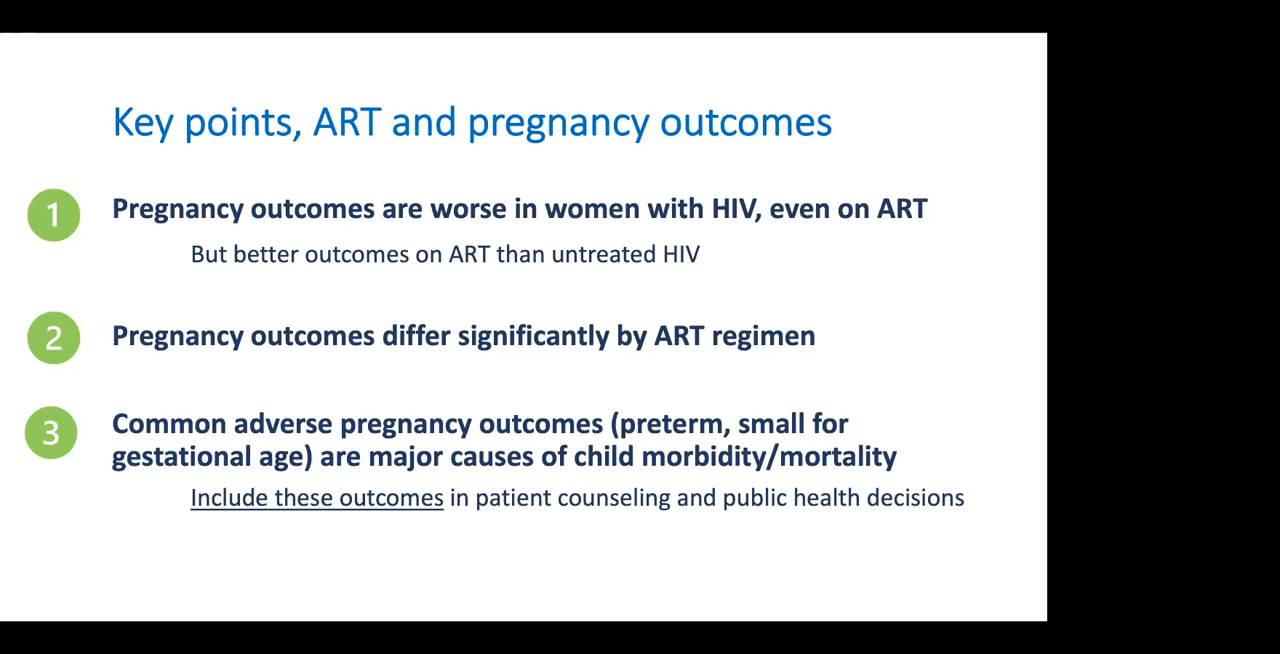 Key points, ART and pregnancy outcomes
1 Pregnancy outcomes are worse in women with HIV, even on ART
But better outcomes on ART than untreated HIV
2 Pregnancy outcomes differ significantly by ART regimen
3 Common adverse pregnancy outcomes (preterm, small for
gestational age) are major causes of child morbidity/mortality
Include these outcomes in patient counseling and public health decisions